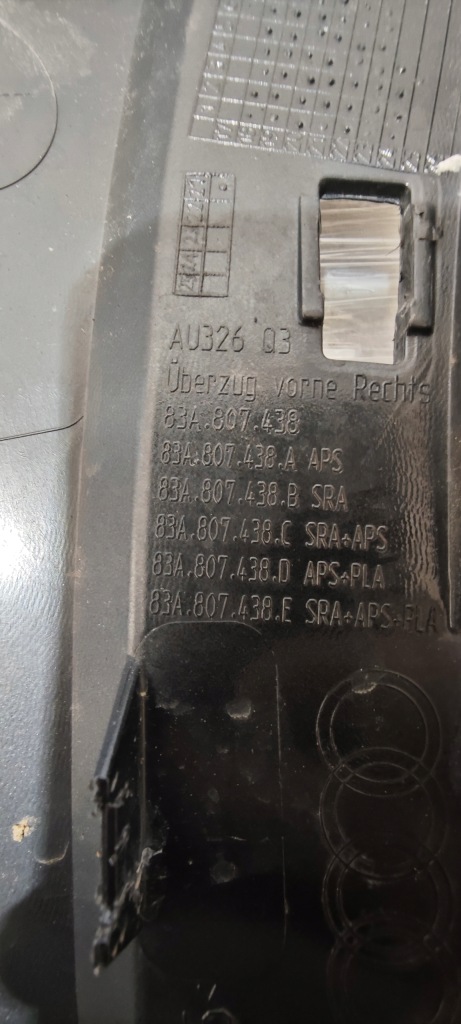 AU326 Q3
Überzug vorne Rechts
83A.807.438
83A.807.438.A APS
83A.807.438.B SRA
83A.807.438.C SRA+APS
83A.807.438.D APS+PLA
83A.807.438.E SRA+APS+PLA